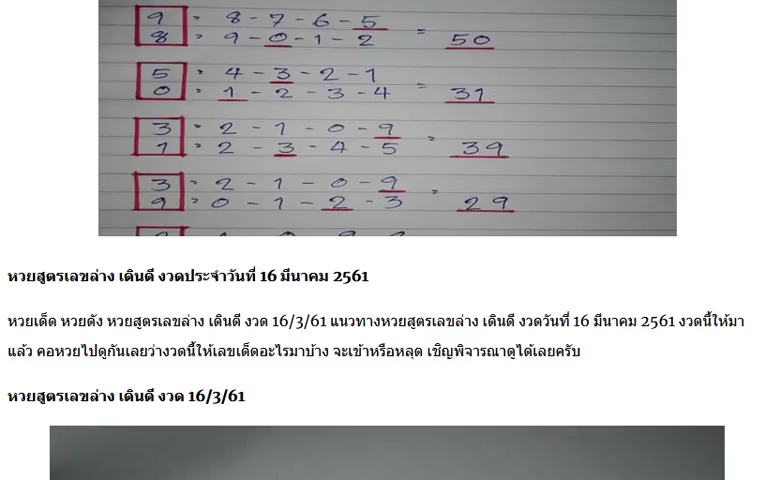 9 = 8 - 7 - 6 - 5
8 = 9 - 0 - 1 - 2 = 50
5 = 4 - 3 - 2 - 1
0 = 1 - 2 - 3 - 4 = 31
3 = 2 - 1 - 0 - 9
1 = 2 - 3 - 4 - 5 = 39
3 = 2 - 1 - 0 - 9
9 = 0 - 1 - 2 - 3 = 29
หวยสูตรเลขล่าง เดินดี งวดประจำวันที่ 16 มีนาคม 2561
หวยเด็ด หวยดัง หวยสูตรเลขล่าง เดินดี งวด 16/3/61 แนวทางหวยสูตรเลขล่าง เดินดี งวดวันที่ 16 มีนาคม 2561 งวดนี้ให้มา
แล้ว คอหวยไปดูกันเลยว่างวดนี้ให้เลขเด็ดอะไรมาบ้าง จะเข้าหรือหลุด เชิญพิจารณาดูได้เลยครับ
หวยสูตรเลขล่าง เดินดี งวด 16/3/61